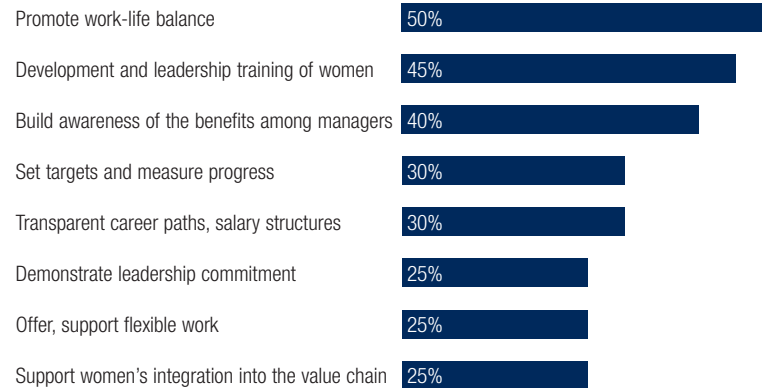 Promote work-life balance 50%
Development and leadership training of women 45%
Build awareness of the benefits among managers 40%
Set targets and measure progress 30%
Transparent career paths, salary structures 30%
Demonstrate leadership commitment 25%
Offer, support flexible work 25%
Support women’s integration into the value chain 25%